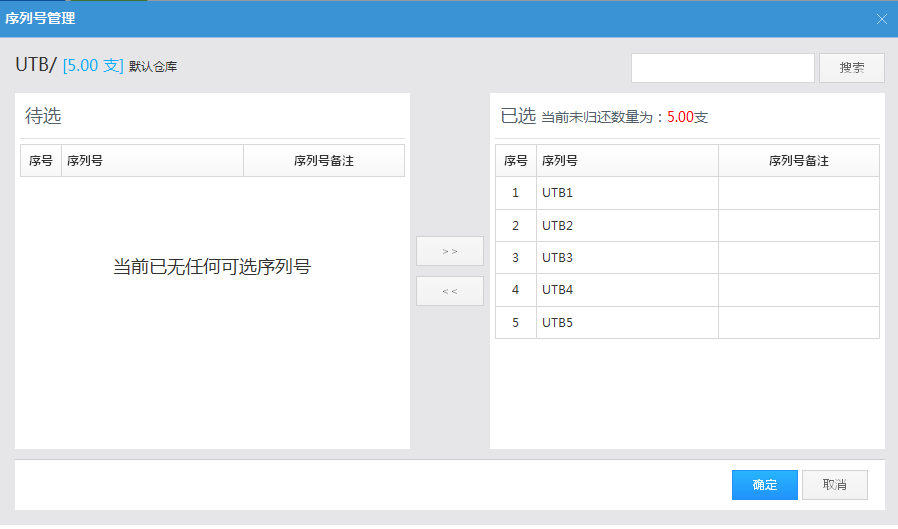 序列号管理
UTB/ [5.00 支] 默认仓库
搜索
待选
序号 序列号 序列号备注
当前已无任何可选序列号
>>
<<
已选 当前未归还数量为：5.00支
序号 序列号 序列号备注
1 UTB1
2 UTB2
3 UTB3
4 UTB4
5 UTB5
确定 取消